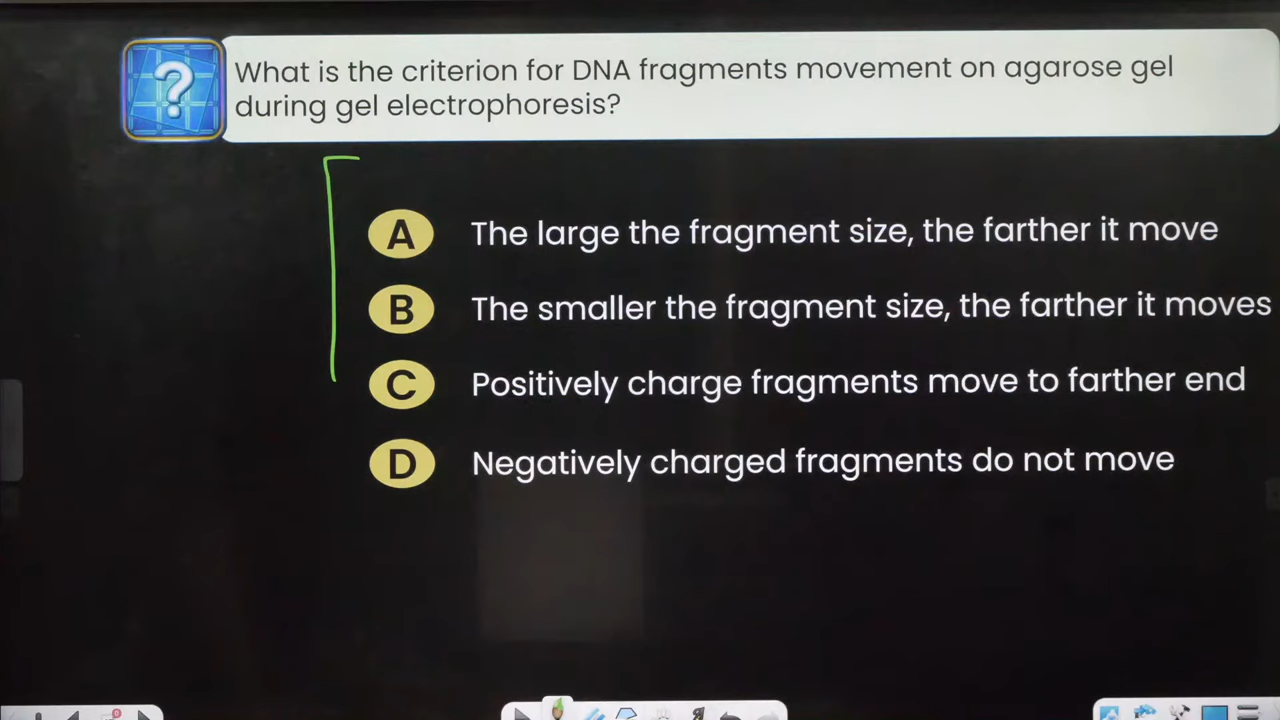 What is the criterion for DNA fragments movement on agarose gel
during gel electrophoresis?
A The large the fragment size, the farther it move
B The smaller the fragment size, the farther it moves
C Positively charge fragments move to farther end
D Negatively charged fragments do not move